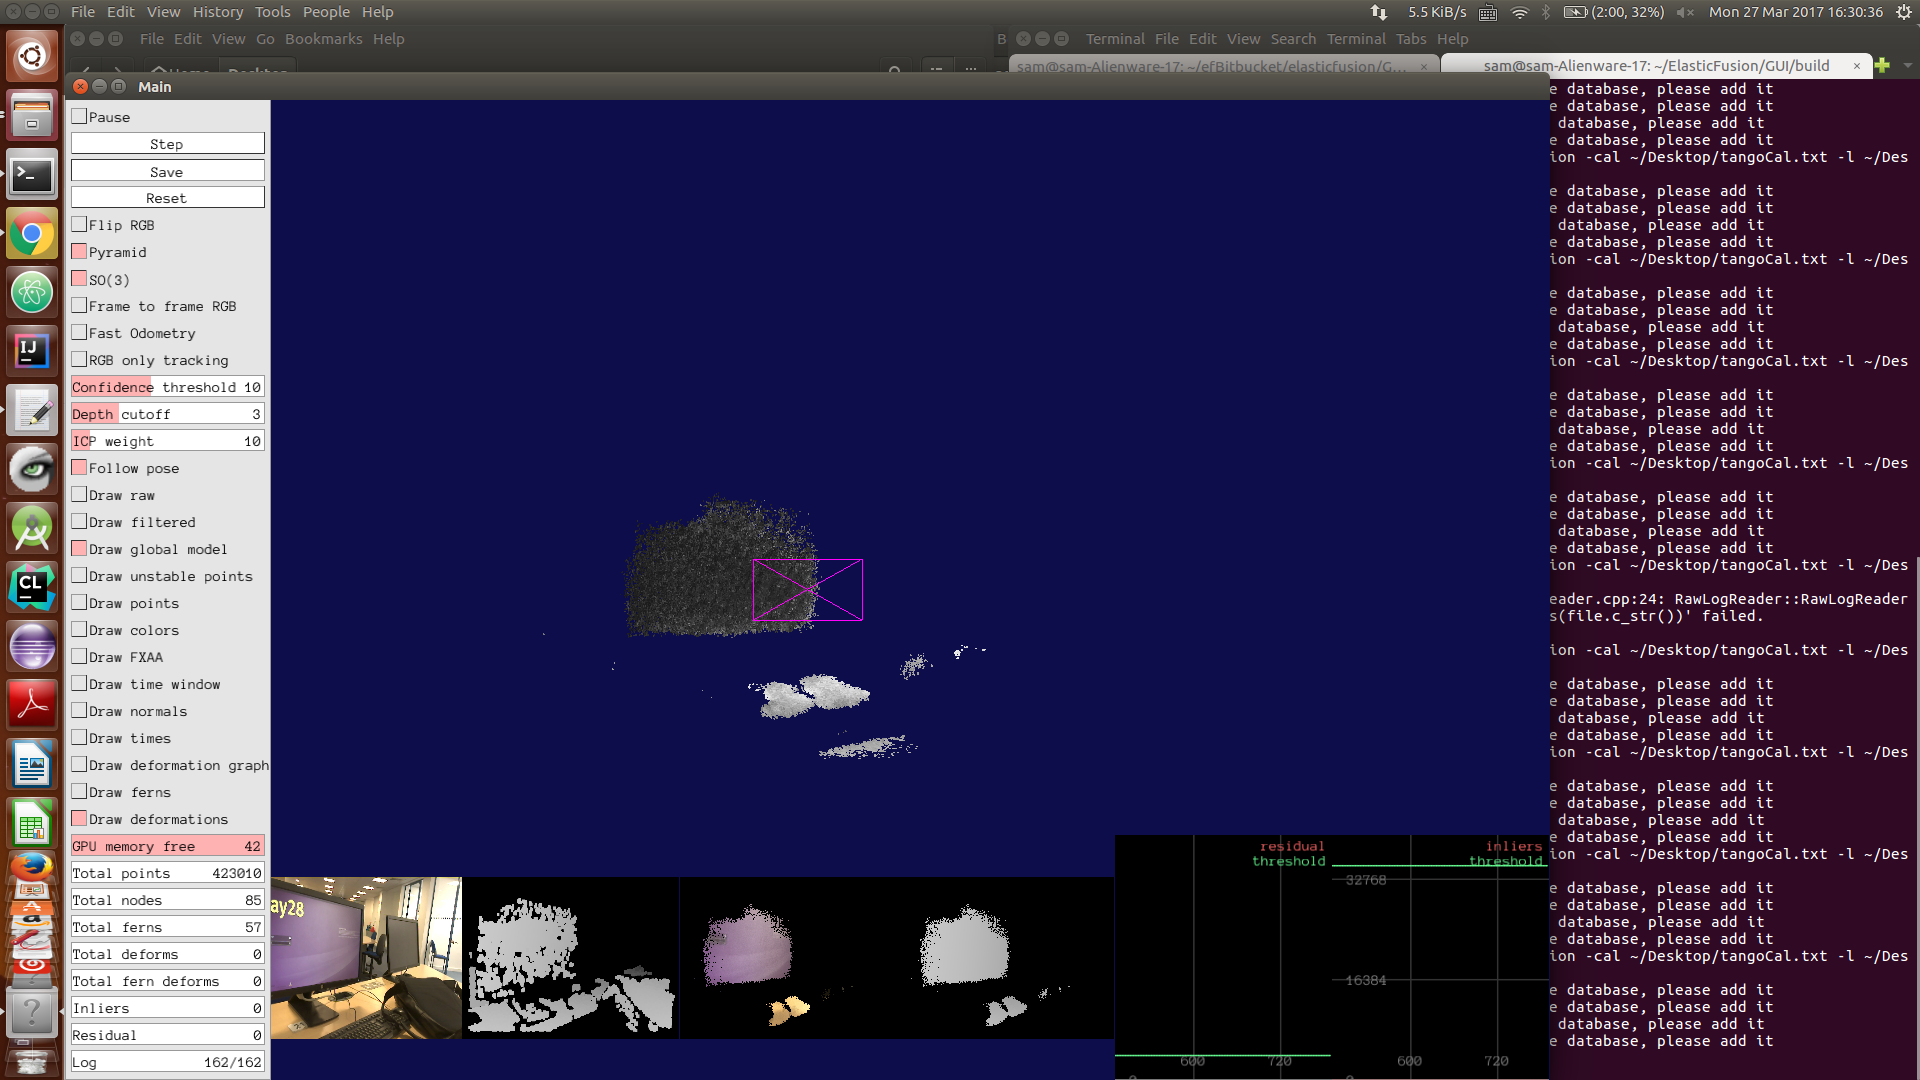 File Edit View History Tools People Help
5.5 KiB/s (2:00, 32%) Mon 27 Mar 2017 16:30:36
File Edit View Go Bookmarks Help
B Terminal File Edit View Search Terminal Tabs Help
Home Desktop
sam@sam-Alienware-17: ~/efBitbucket/elasticfusion/G... ×
sam@sam-Alienware-17: ~/ElasticFusion/GUI/build ×
Main
Pause
Step
Save
Reset
Flip RGB
Pyramid
SO(3)
Frame to frame RGB
Fast Odometry
RGB only tracking
Confidence threshold 10
Depth cutoff 3
ICP weight 10
Follow pose
Draw raw
Draw filtered
Draw global model
Draw unstable points
Draw points
Draw colors
Draw FXAA
Draw time window
Draw normals
Draw times
Draw deformation graph
Draw ferns
Draw deformations
GPU memory free 42
Total points 423010
Total nodes 85
Total ferns 57
Total deforms 0
Total fern deforms 0
Inliers 0
Residual 0
Log 162/162
IJ
CL
ay28
residual
threshold
600 720
inliers
threshold
32768
16384
600 720
e database, please add it
e database, please add it
database, please add it
e database, please add it
ion -cal ~/Desktop/tangoCal.txt -l ~/Des
e database, please add it
e database, please add it
database, please add it
e database, please add it
ion -cal ~/Desktop/tangoCal.txt -l ~/Des
e database, please add it
e database, please add it
database, please add it
e database, please add it
ion -cal ~/Desktop/tangoCal.txt -l ~/Des
e database, please add it
e database, please add it
database, please add it
e database, please add it
ion -cal ~/Desktop/tangoCal.txt -l ~/Des
e database, please add it
e database, please add it
database, please add it
e database, please add it
ion -cal ~/Desktop/tangoCal.txt -l ~/Des
eader.cpp:24: RawLogReader::RawLogReader
s(file.c_str())' failed.
ion -cal ~/Desktop/tangoCal.txt -l ~/Des
e database, please add it
e database, please add it
database, please add it
e database, please add it
ion -cal ~/Desktop/tangoCal.txt -l ~/Des
e database, please add it
e database, please add it
database, please add it
e database, please add it
ion -cal ~/Desktop/tangoCal.txt -l ~/Des
e database, please add it
e database, please add it
database, please add it
e database, please add it
ion -cal ~/Desktop/tangoCal.txt -l ~/Des
e database, please add it
e database, please add it
database, please add it
e database, please add it